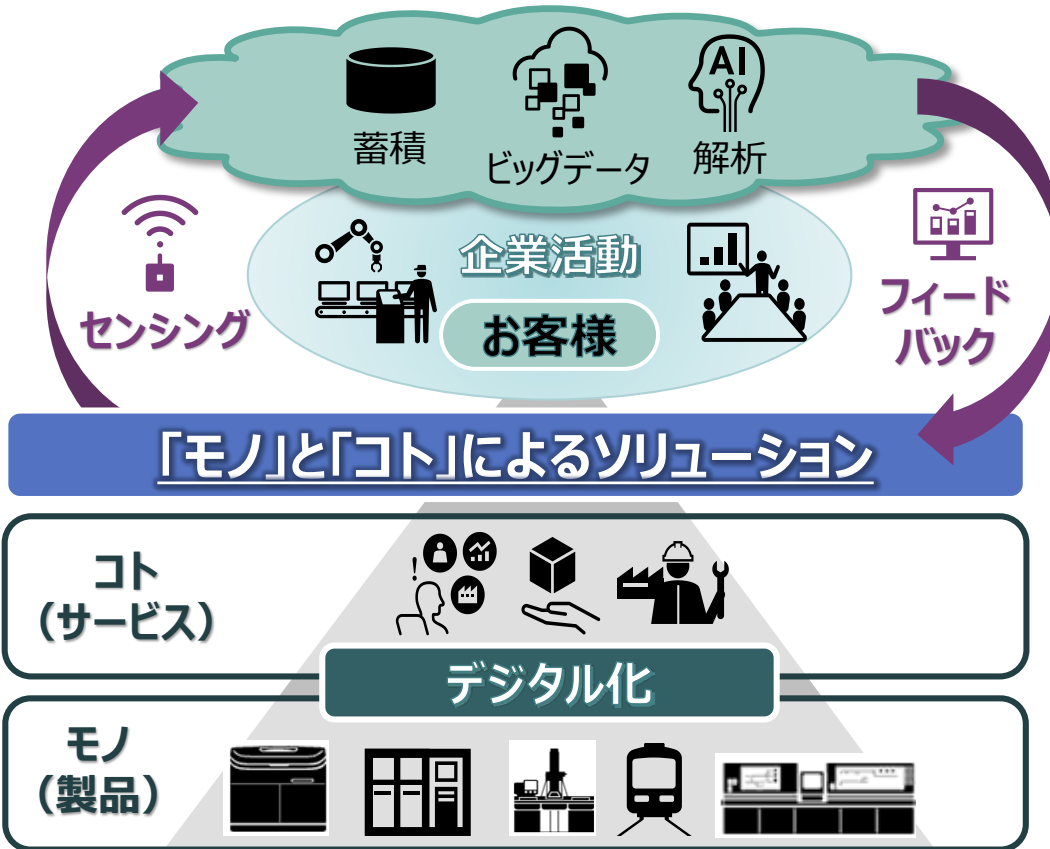 AI
蓄積
ビッグデータ
解析
企業活動
お客様
センシング
フィード
バック
「モノ」と「コト」によるソリューション
コト
（サービス）
!
デジタル化
モノ
（製品）